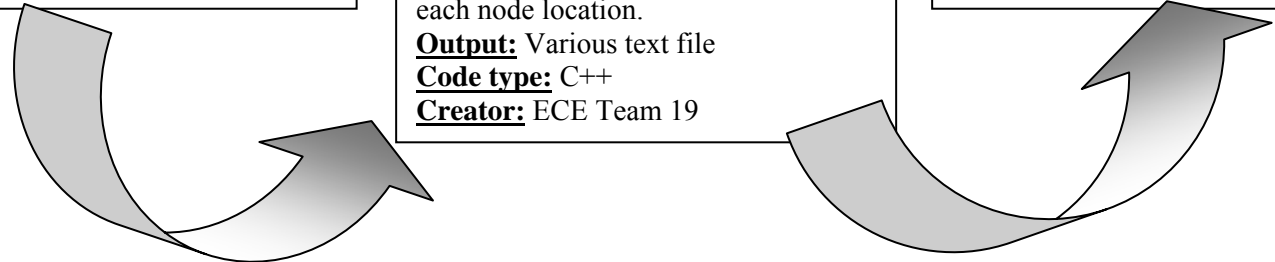 each node location.
Output: Various text file
Code type: C++
Creator: ECE Team 19